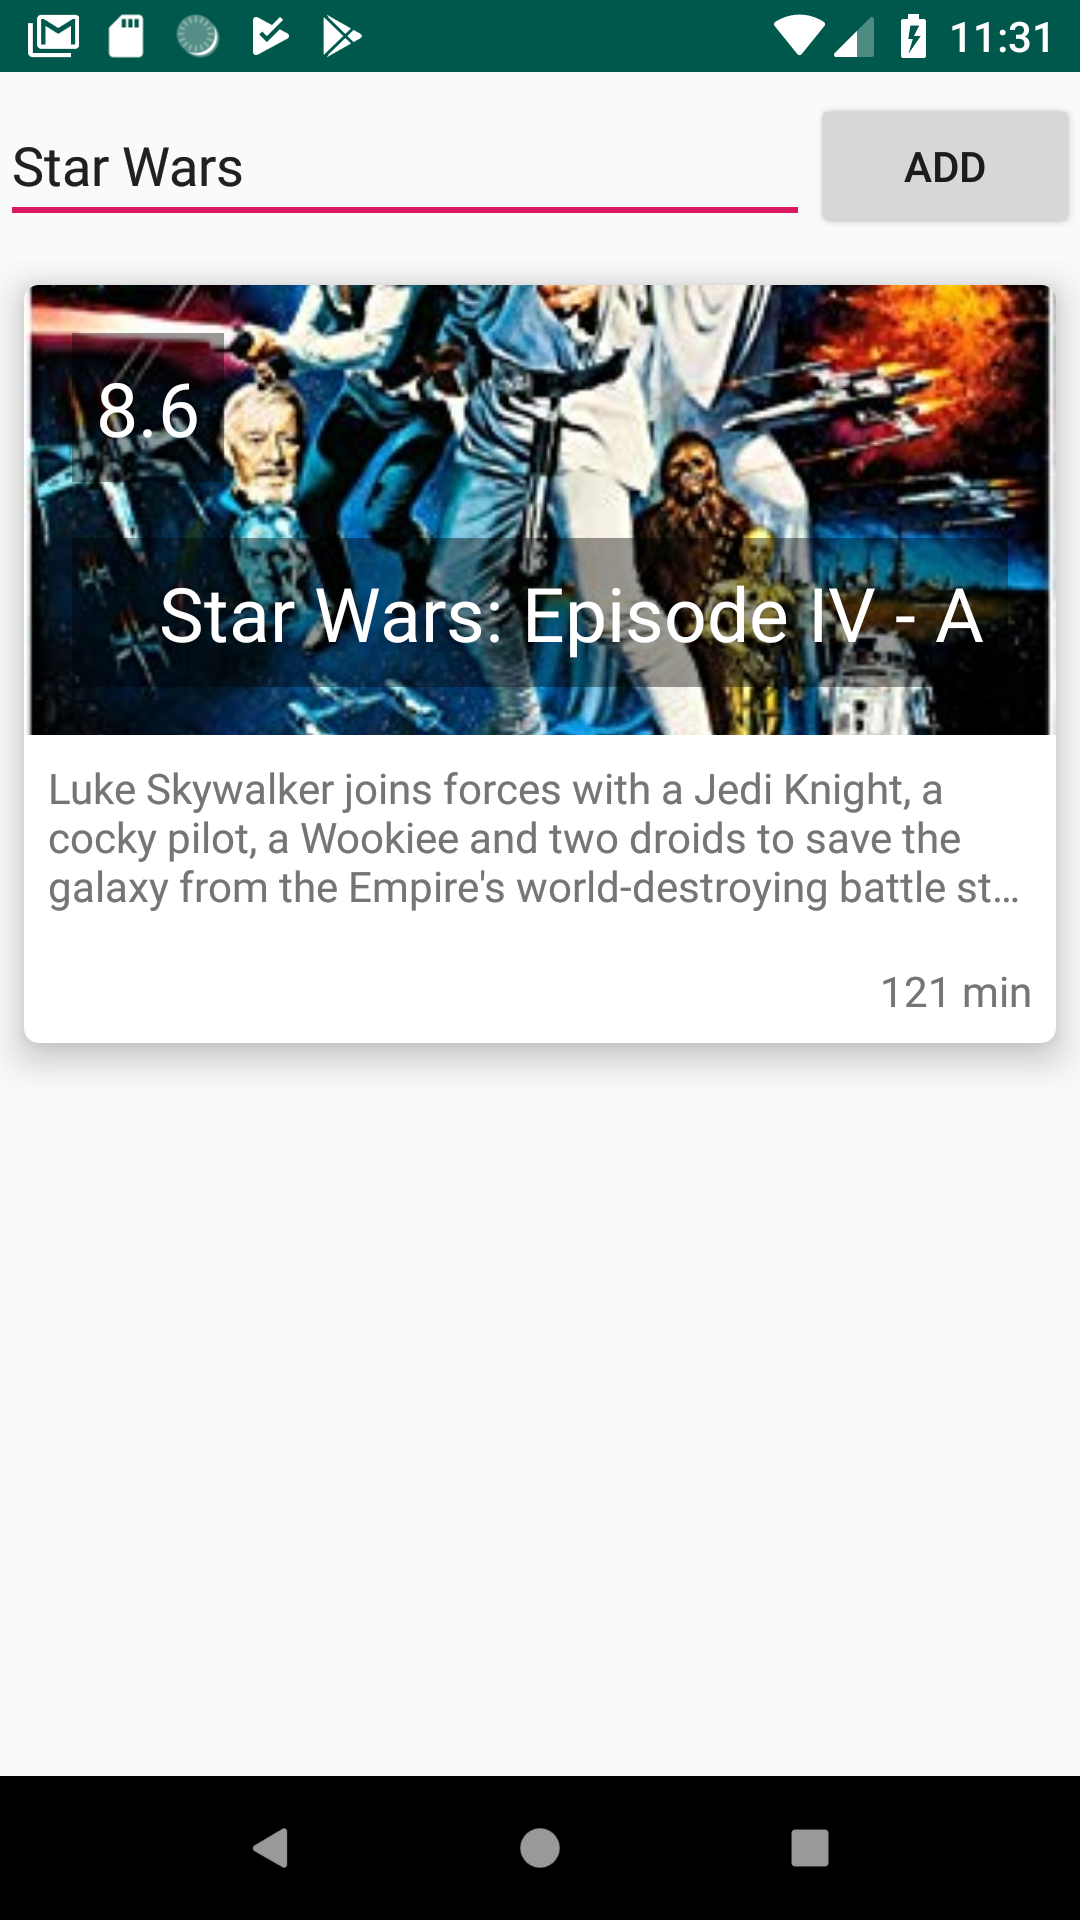 11:31
Star Wars
ADD
8.6
Star Wars: Episode IV - A
Luke Skywalker joins forces with a Jedi Knight, a
cocky pilot, a Wookiee and two droids to save the
galaxy from the Empire's world-destroying battle st…
121 min